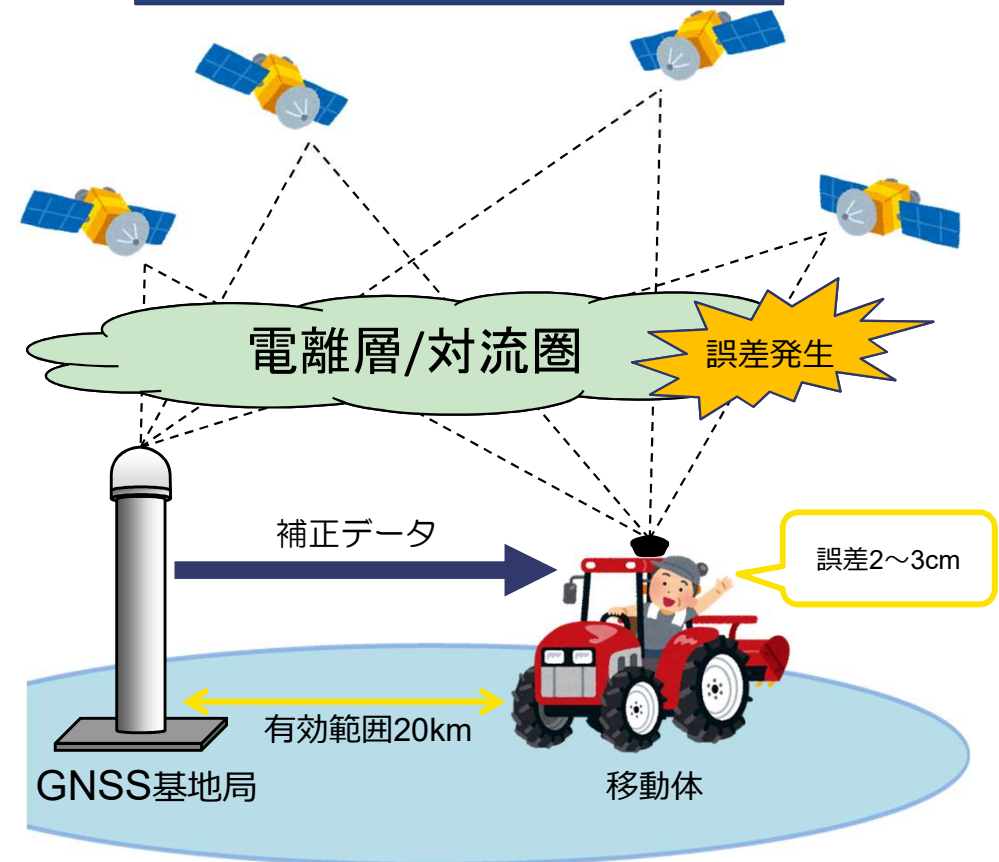 電離層/対流圏
誤差発生
補正データ
誤差2～3cm
有効範囲20km
GNSS基地局
移動体